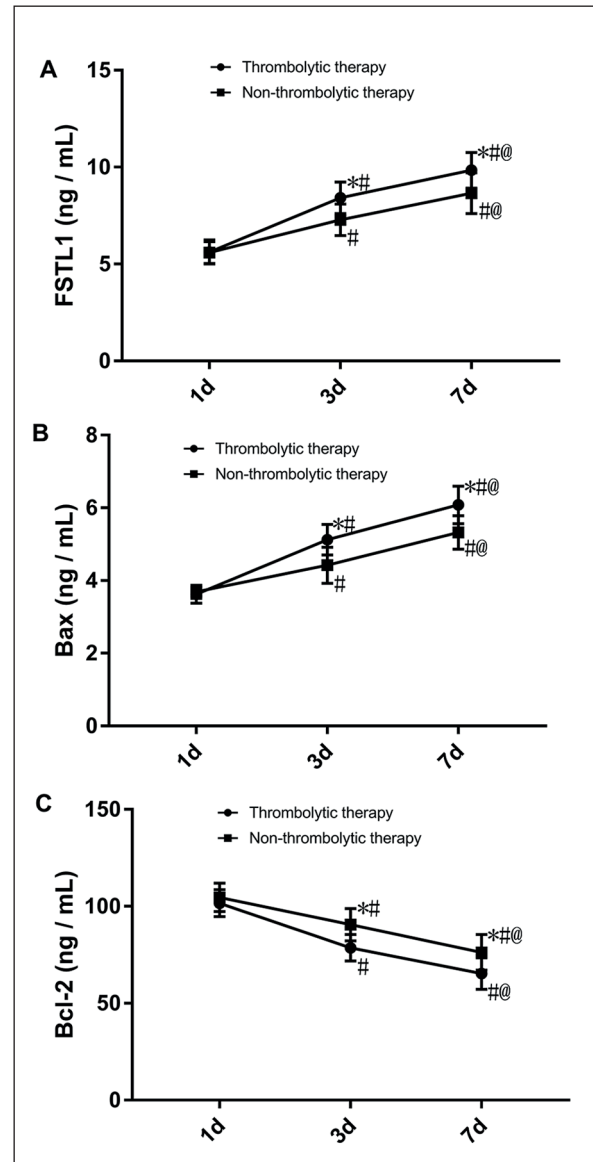 A
Thrombolytic therapy
Non-thrombolytic therapy
FSTL1 (ng / mL)
15
10
5
0
*#
#
*#@
#@
1d
3d
7d
B
Thrombolytic therapy
Non-thrombolytic therapy
Bax (ng / mL)
8
6
4
2
0
*#
#
*#@
#@
1d
3d
7d
C
Thrombolytic therapy
Non-thrombolytic therapy
Bcl-2 (ng / mL)
150
100
50
0
*#
#
*#@
#@
1d
3d
7d